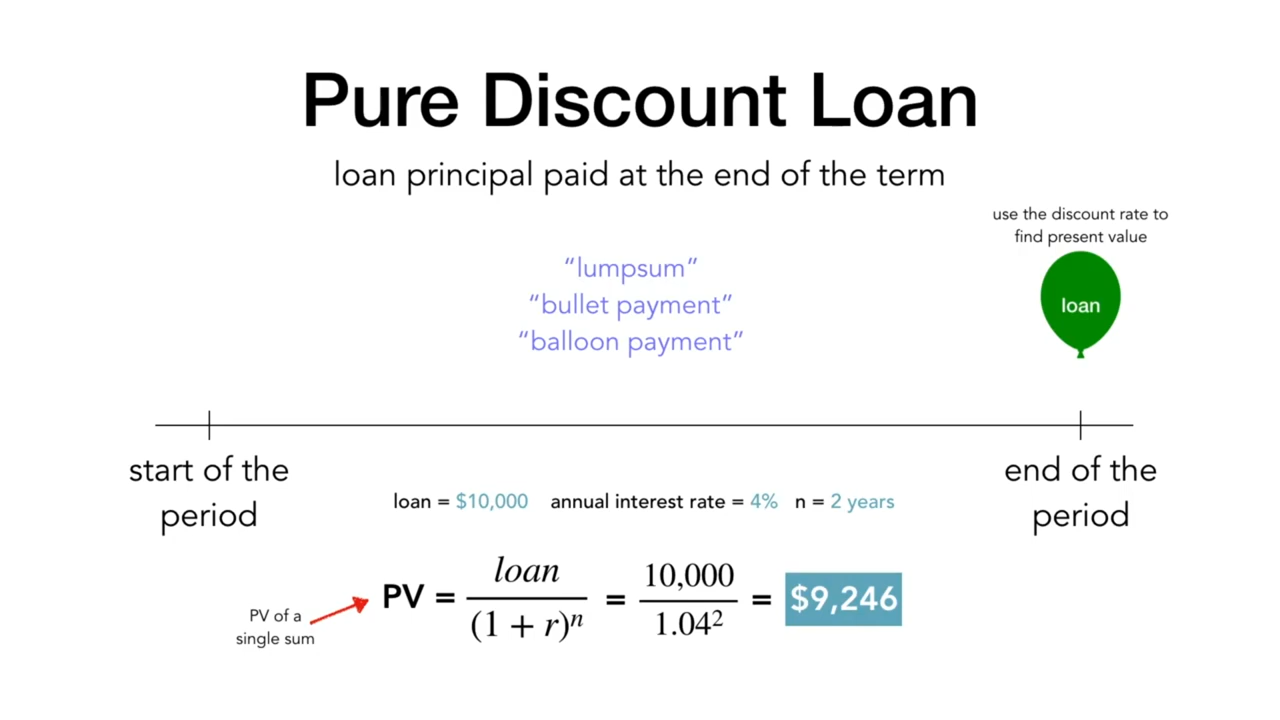 Pure Discount Loan
loan principal paid at the end of the term
use the discount rate to
find present value
“lumpsum”
“bullet payment”
“balloon payment”
loan
start of the
period
end of the
period
loan = $10,000 annual interest rate = 4% n = 2 years
PV = loan / (1 + r)ⁿ = 10,000 / 1.04² = $9,246
PV of a
single sum